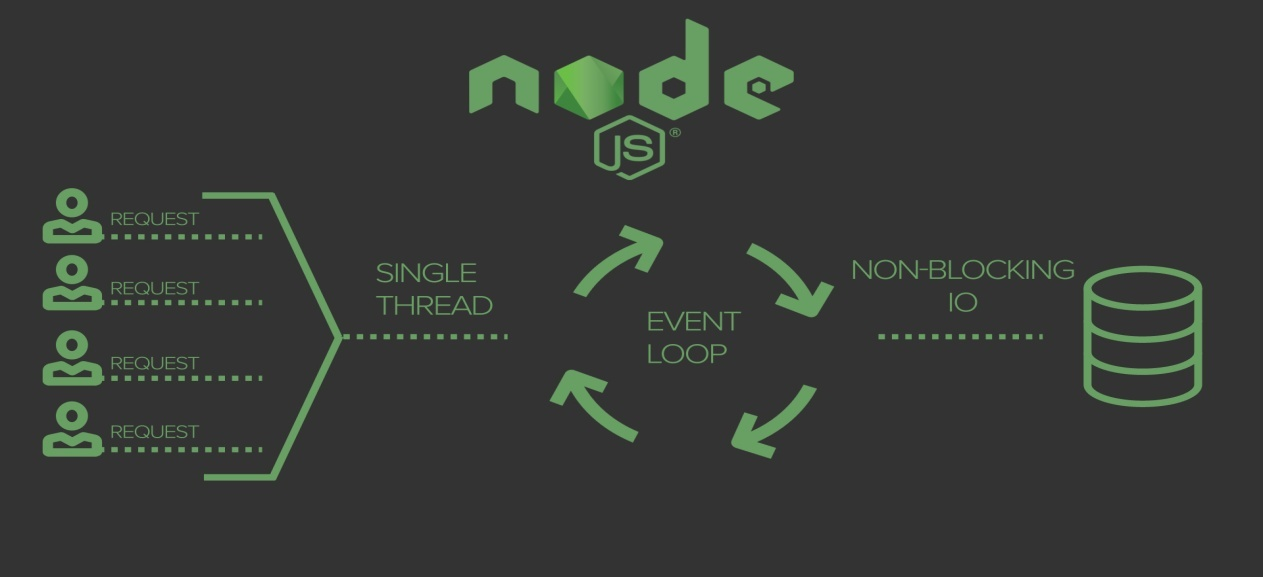 node
JS®
REQUEST
REQUEST
REQUEST
REQUEST
SINGLE
THREAD
EVENT
LOOP
NON-BLOCKING
IO